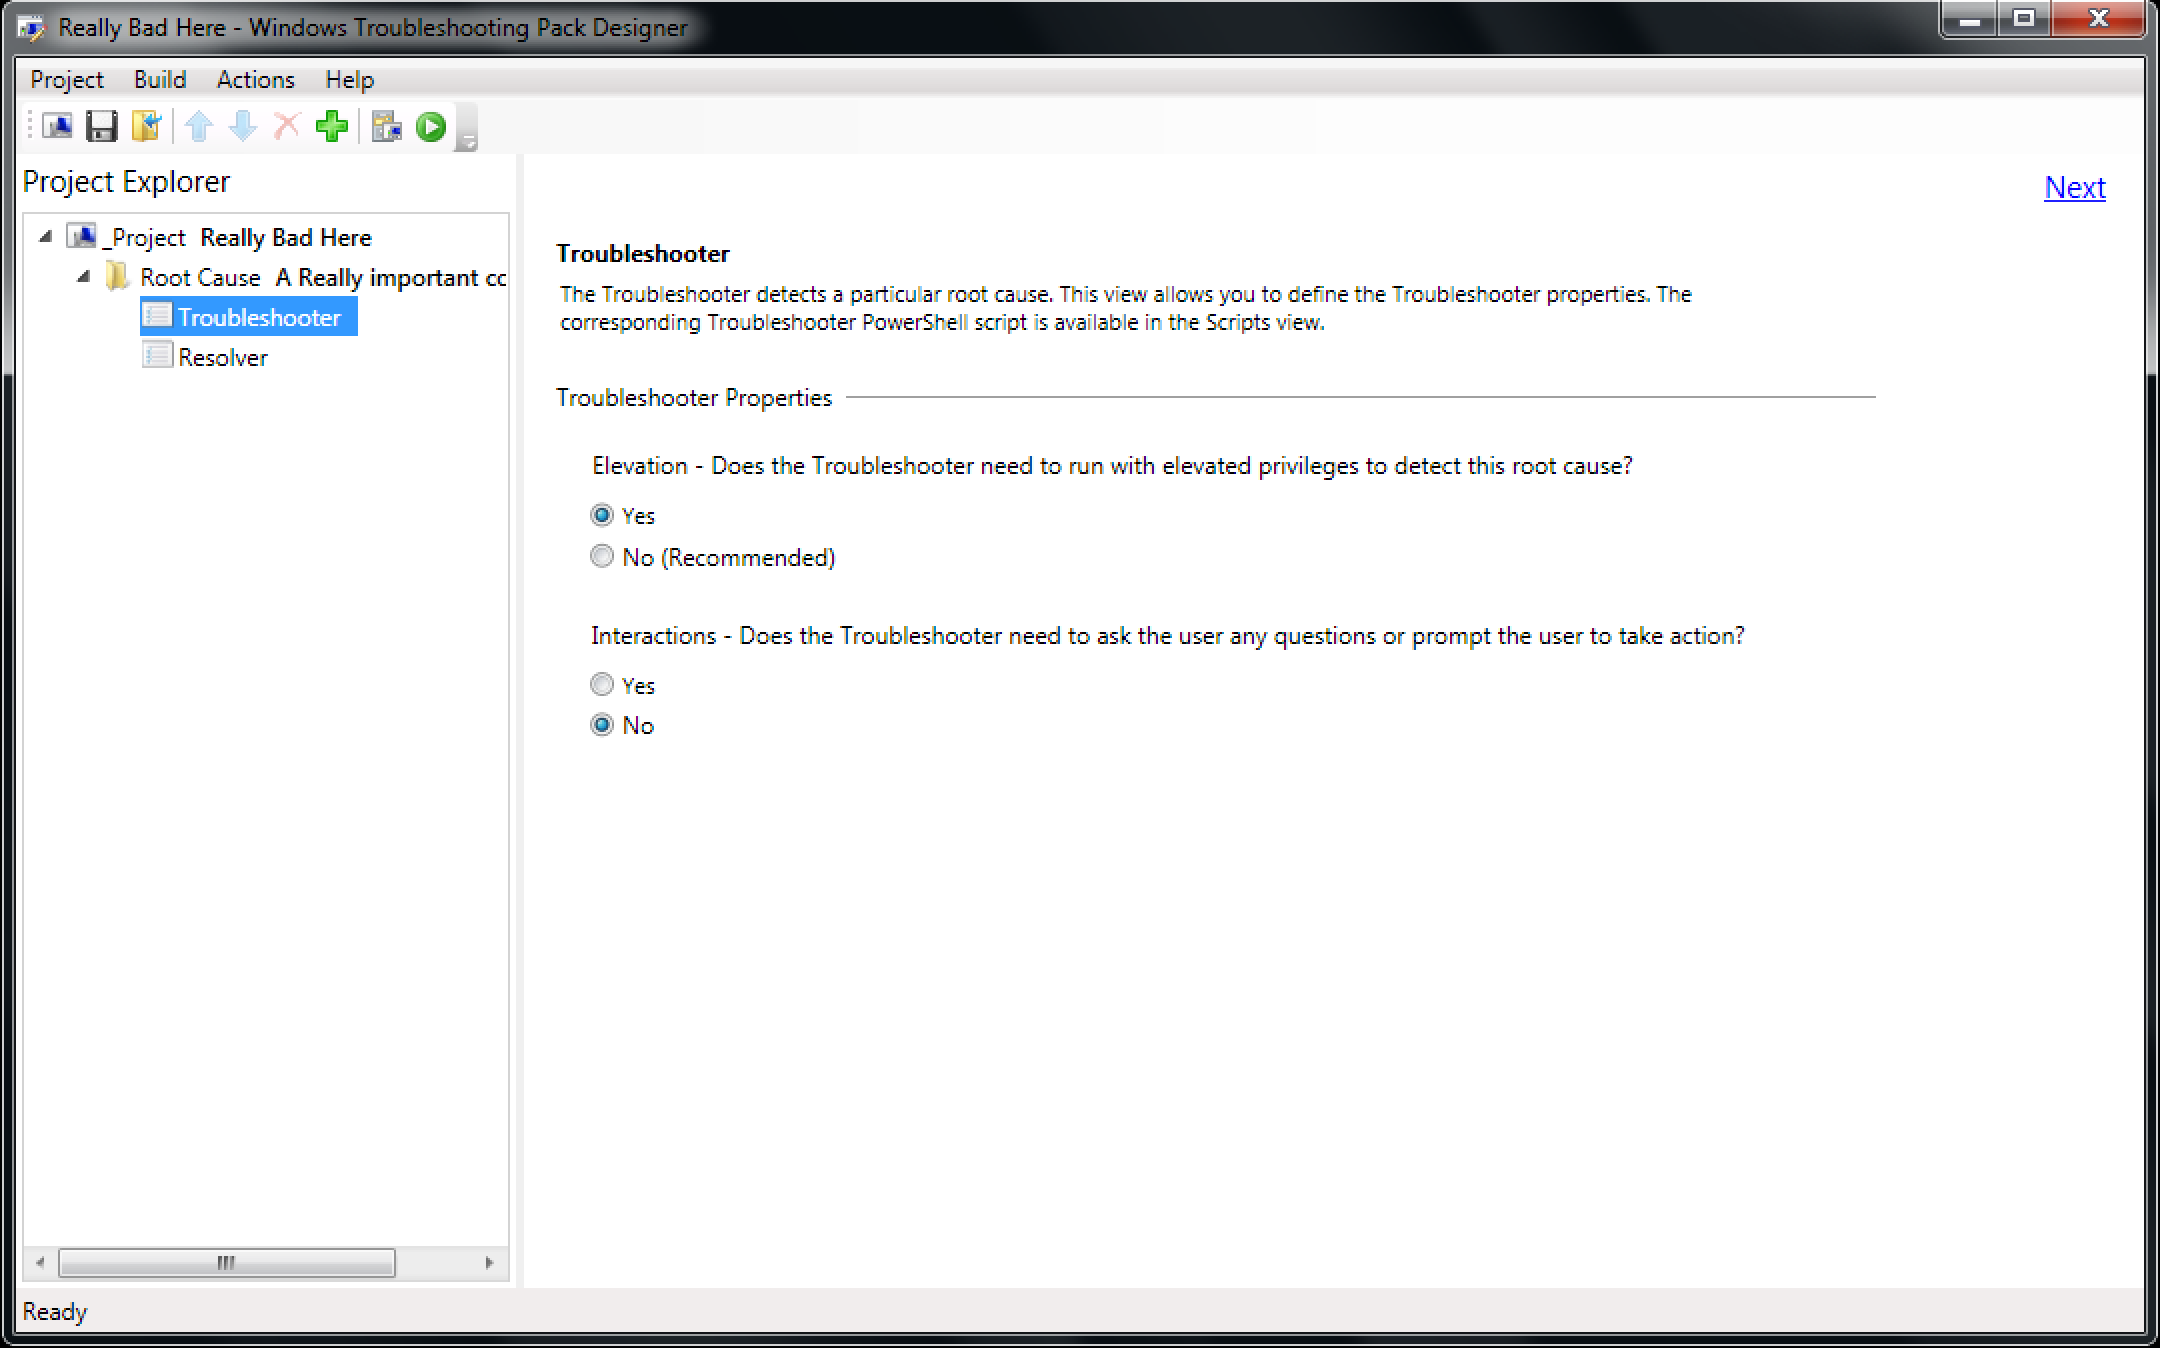 Really Bad Here - Windows Troubleshooting Pack Designer
Project Build Actions Help
Project Explorer
Next
_Project Really Bad Here
Root Cause A Really important cc
Troubleshooter
Resolver
Troubleshooter
The Troubleshooter detects a particular root cause. This view allows you to define the Troubleshooter properties. The
corresponding Troubleshooter PowerShell script is available in the Scripts view.
Troubleshooter Properties
Elevation - Does the Troubleshooter need to run with elevated privileges to detect this root cause?
Yes
No (Recommended)
Interactions - Does the Troubleshooter need to ask the user any questions or prompt the user to take action?
Yes
No
Ready